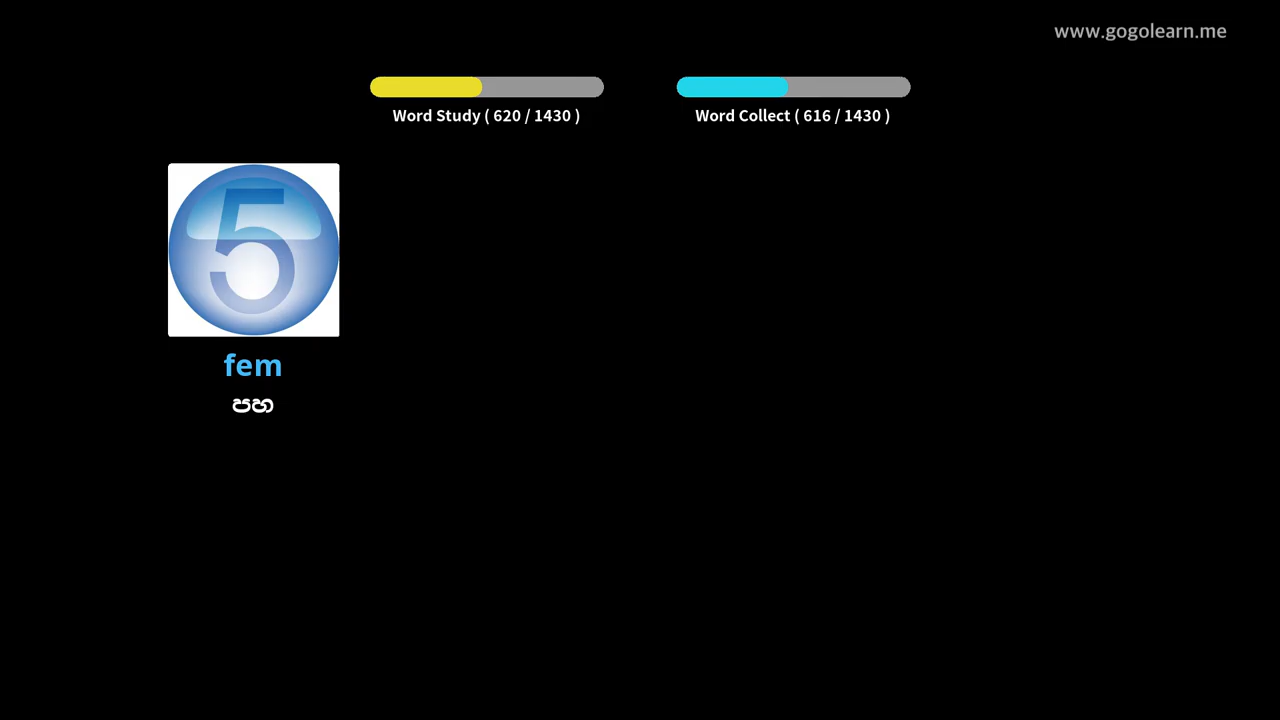 www.gogolearn.me
Word Study ( 620 / 1430 )
Word Collect ( 616 / 1430 )
5
fem
පහ